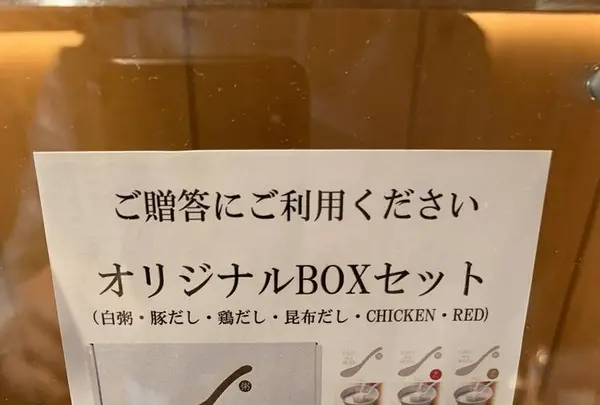 ご贈答にご利用ください
オリジナルBOXセット
(白粥・豚だし・鶏だし・昆布だし・CHICKEN・RED)
粥